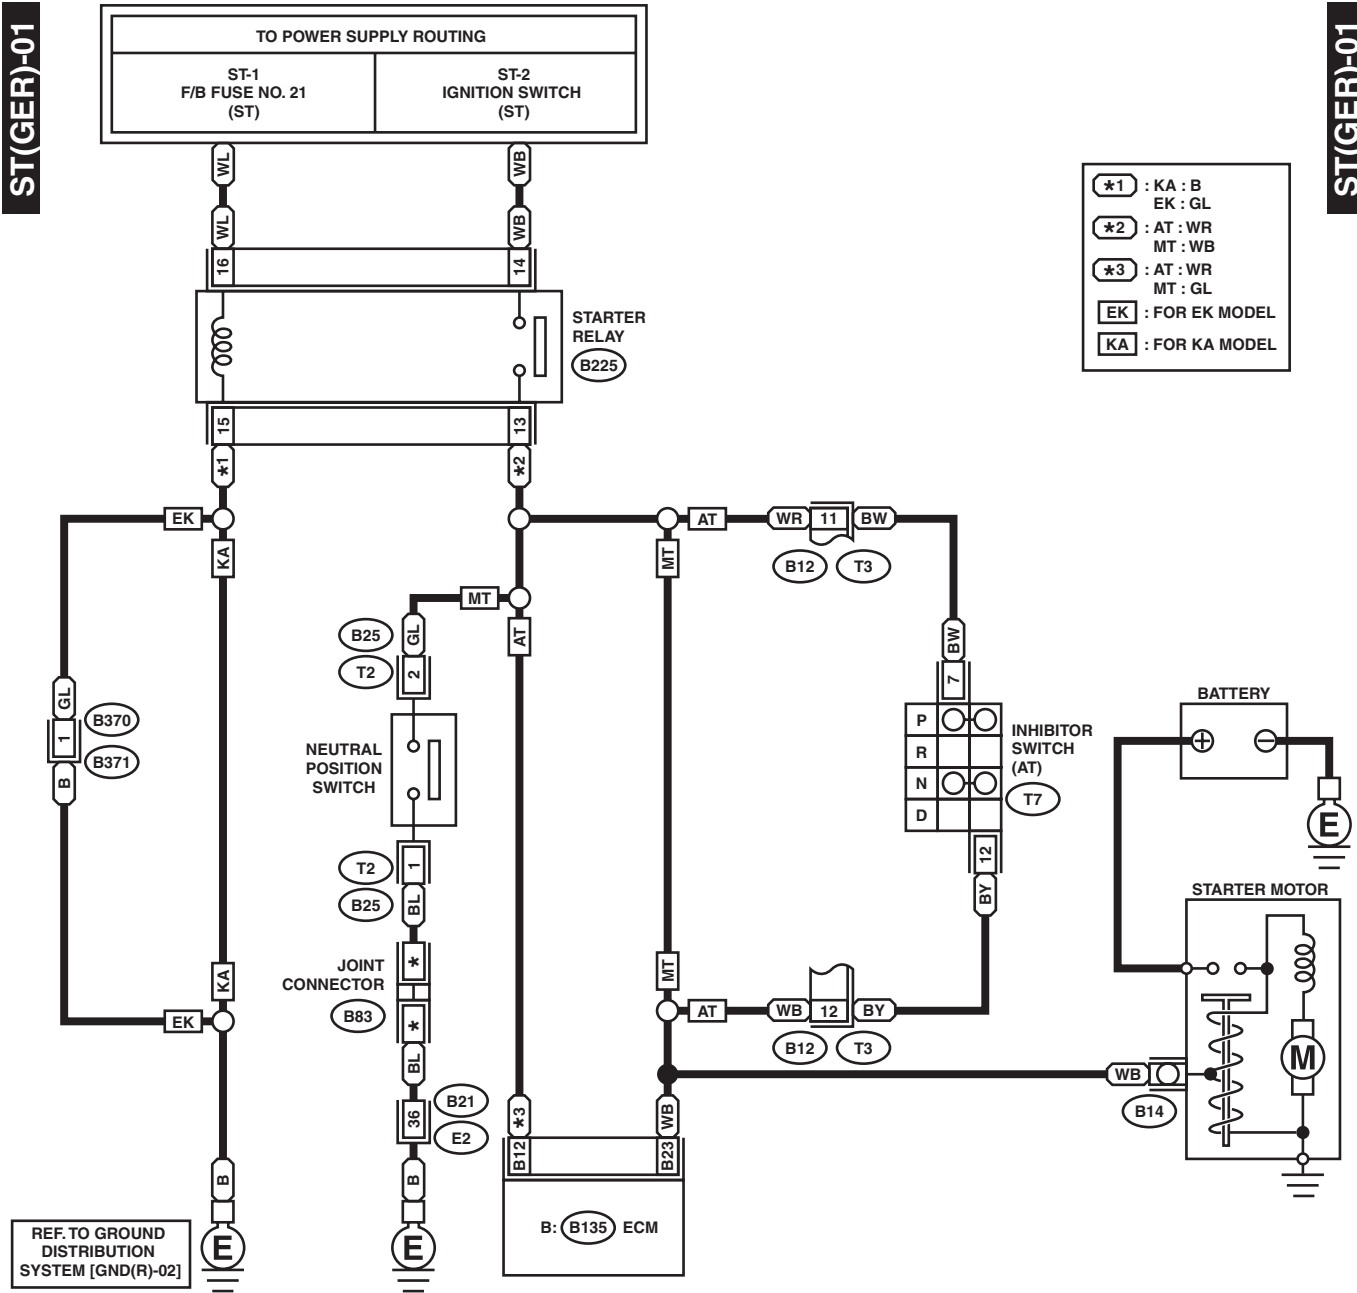 ST(GER)-01
ST(GER)-01
TO POWER SUPPLY ROUTING
ST-1
F/B FUSE NO. 21
(ST)
ST-2
IGNITION SWITCH
(ST)
WL
WB
WL
WB
16
14
STARTER
RELAY
B225
15
13
*1
*2
*1 : KA : B
EK : GL
*2 : AT : WR
MT : WB
*3 : AT : WR
MT : GL
EK : FOR EK MODEL
KA : FOR KA MODEL
EK
KA
AT
WR
11
BW
MT
B12
T3
MT
AT
B25
GL
T2
2
BW
7
GL
1
B370
B371
B
NEUTRAL
POSITION
SWITCH
P
R
N
D
INHIBITOR
SWITCH
(AT)
T7
12
BY
BATTERY
+
−
E
T2
1
B25
BL
JOINT
CONNECTOR
*
*
B83
BL
KA
EK
MT
AT
WB
12
BY
B12
T3
STARTER MOTOR
M
WB
B14
B21
36
E2
*3
WB
B12
B23
B
B
E
E
B: B135 ECM
REF. TO GROUND
DISTRIBUTION
SYSTEM [GND(R)-02]